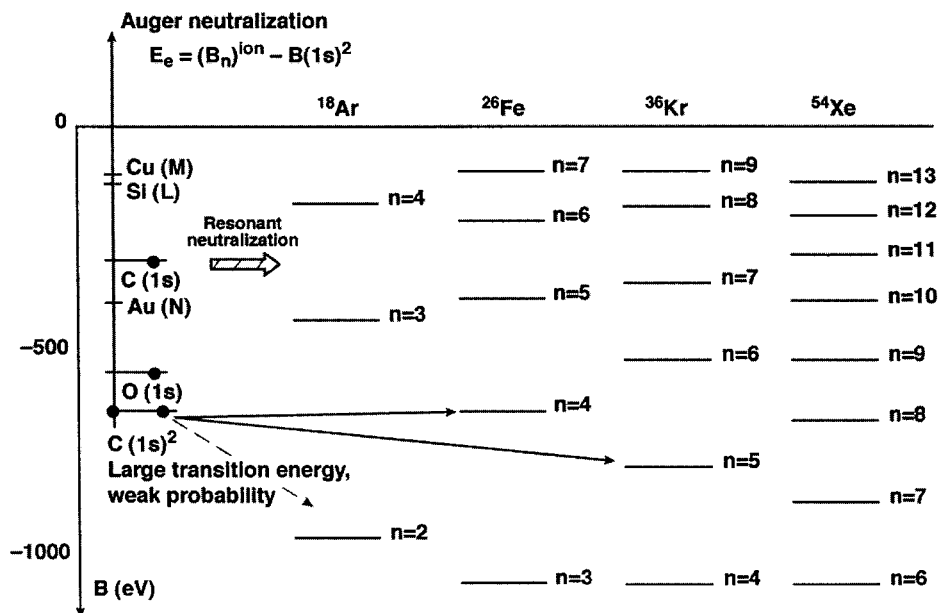 Auger neutralization
Eₑ = (Bₙ)ⁱᵒⁿ – B(1s)²
¹⁸Ar
²⁶Fe
³⁶Kr
⁵⁴Xe
0
Cu (M)
Si (L)
C (1s)
Au (N)
–500
O (1s)
C (1s)²
Resonant
neutralization
Large transition energy,
weak probability
–1000
B (eV)
n=4
n=3
n=2
n=7
n=6
n=5
n=4
n=3
n=9
n=8
n=7
n=6
n=5
n=4
n=13
n=12
n=11
n=10
n=9
n=8
n=7
n=6